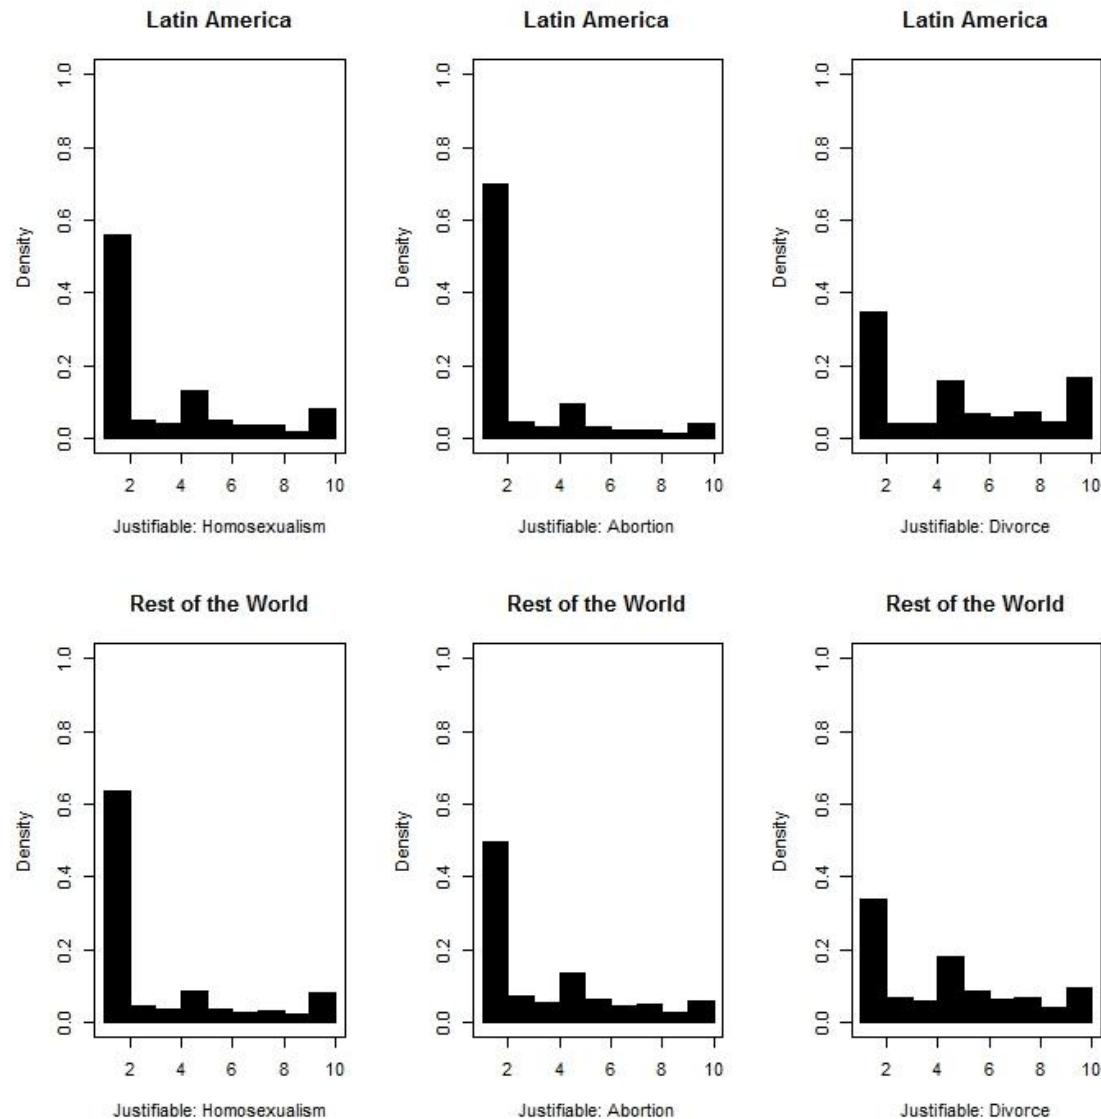 Latin America
Latin America
Latin America
Density
0.0 0.2 0.4 0.6 0.8 1.0
2 4 6 8 10
Justifiable: Homosexualism
Density
0.0 0.2 0.4 0.6 0.8 1.0
2 4 6 8 10
Justifiable: Abortion
Density
0.0 0.2 0.4 0.6 0.8 1.0
2 4 6 8 10
Justifiable: Divorce
Rest of the World
Rest of the World
Rest of the World
Density
0.0 0.2 0.4 0.6 0.8 1.0
2 4 6 8 10
Justifiable: Homosexualism
Density
0.0 0.2 0.4 0.6 0.8 1.0
2 4 6 8 10
Justifiable: Abortion
Density
0.0 0.2 0.4 0.6 0.8 1.0
2 4 6 8 10
Justifiable: Divorce